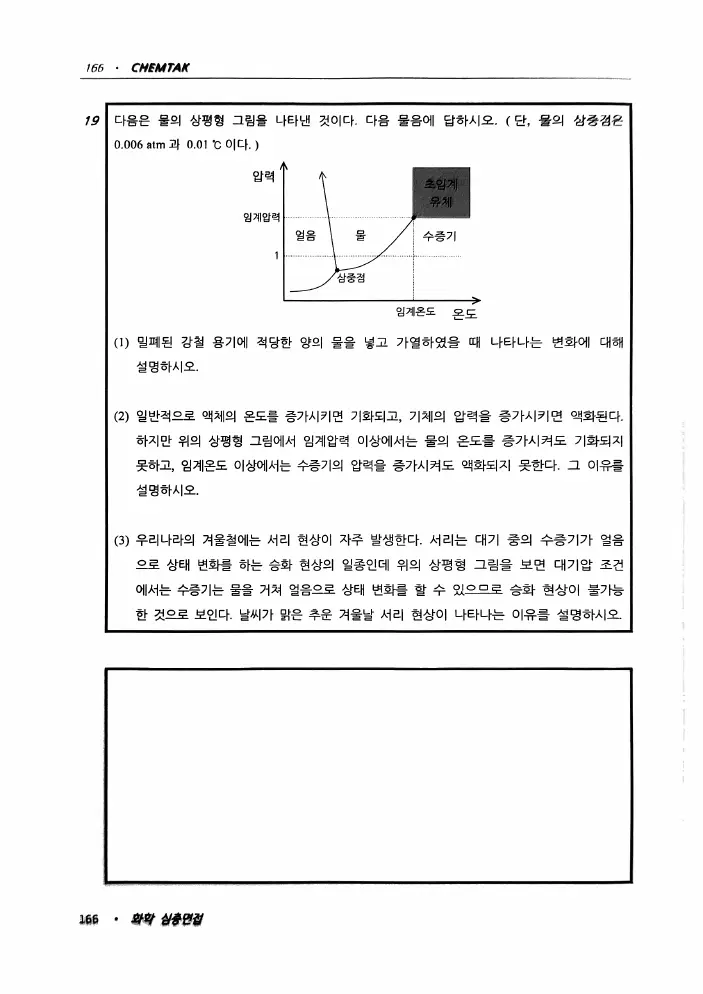 166 · CHEMTAK
19 다음은 물의 상평형 그림을 나타낸 것이다. 다음 물음에 답하시오. ( 단, 물의 삼중점은
0.006 atm 과 0.01 ℃ 이다. )
압력
초임계
유체
임계압력
얼음 물 수증기
1
삼중점
임계온도 온도
(1) 밀폐된 강철 용기에 적당한 양의 물을 넣고 가열하였을 때 나타나는 변화에 대해
설명하시오.
(2) 일반적으로 액체의 온도를 증가시키면 기화되고, 기체의 압력을 증가시키면 액화된다.
하지만 위의 상평형 그림에서 임계압력 이상에서는 물의 온도를 증가시켜도 기화되지
못하고, 임계온도 이상에서는 수증기의 압력을 증가시켜도 액화되지 못한다. 그 이유를
설명하시오.
(3) 우리나라의 겨울철에는 서리 현상이 자주 발생한다. 서리는 대기 중의 수증기가 얼음
으로 상태 변화를 하는 승화 현상의 일종인데 위의 상평형 그림을 보면 대기압 조건
에서는 수증기는 물을 거쳐 얼음으로 상태 변화를 할 수 있으므로 승화 현상이 불가능
한 것으로 보인다. 날씨가 맑은 추운 겨울날 서리 현상이 나타나는 이유를 설명하시오.
166 · 화학 심층면접